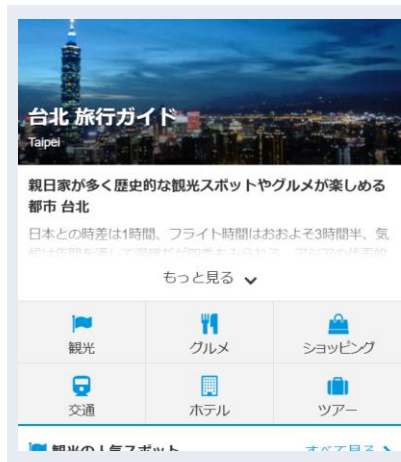 台北 旅行ガイド
Taipei
親日家が多く歴史的な観光スポットやグルメが楽しめる
都市 台北
日本との時差は1時間、フライト時間はおおよそ3時間半、気
もっと見る
観光
グルメ
ショッピング
交通
ホテル
ツアー
観光の人気スポット
すべて見る